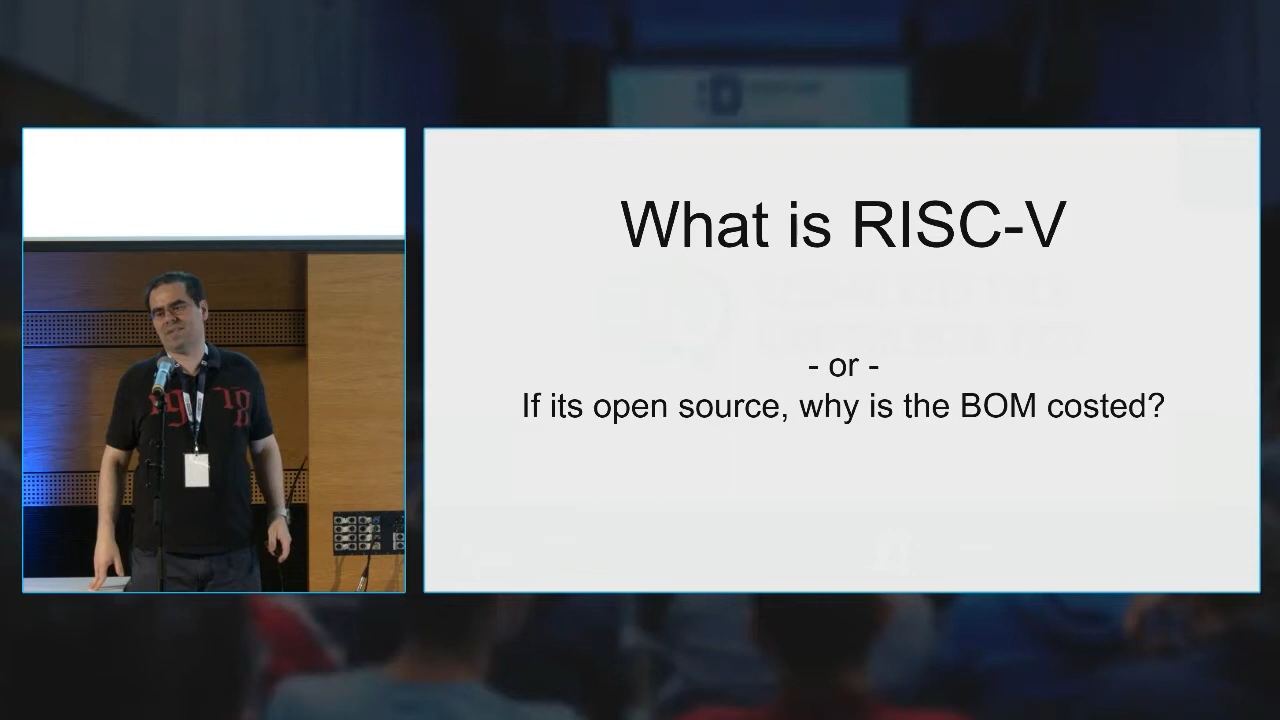 What is RISC-V
- or -
If its open source, why is the BOM costed?